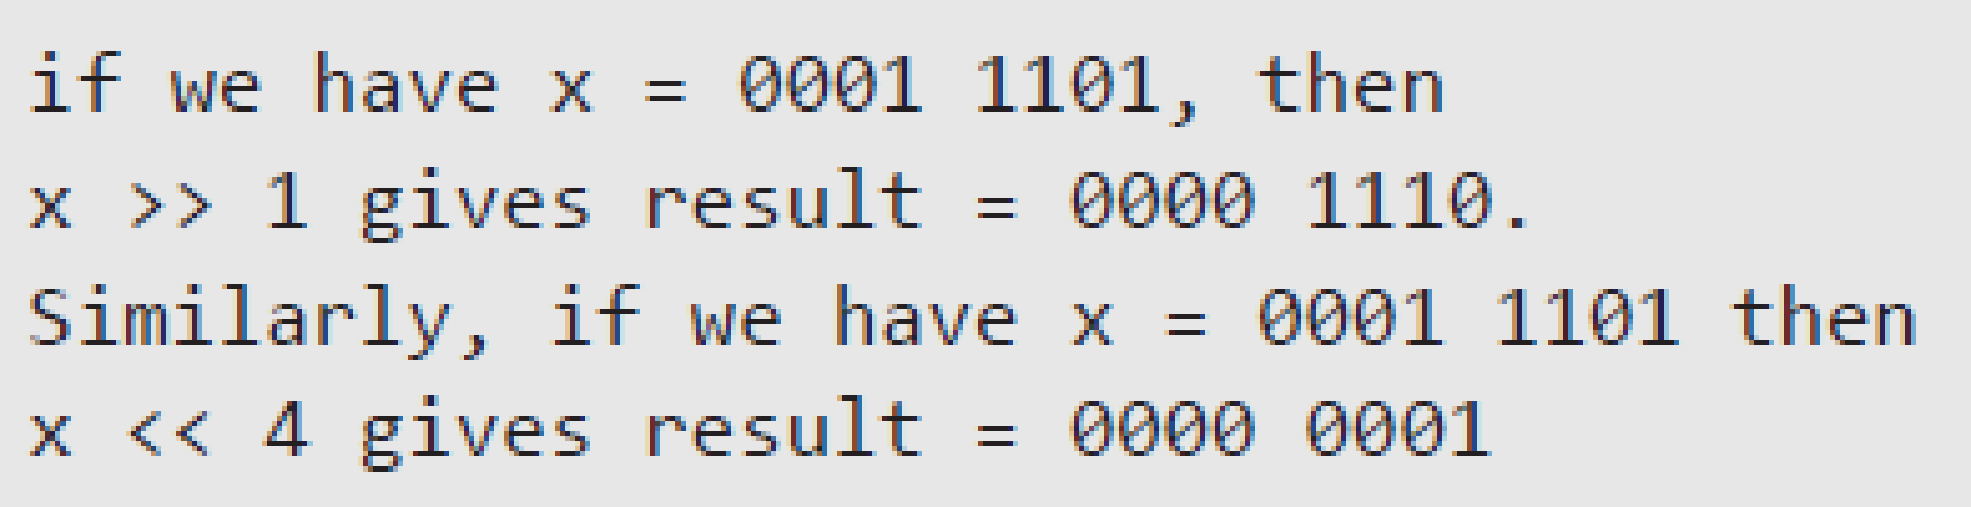 if we have x = 0001 1101, then
x >> 1 gives result = 0000 1110.
Similarly, if we have x = 0001 1101 then
x << 4 gives result = 0000 0001